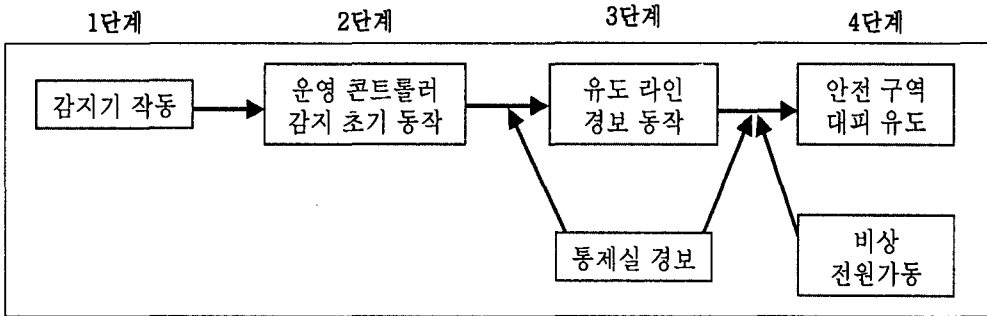 1단계 2단계 3단계 4단계
감지기 작동
운영 콘트롤러
감지 초기 동작
유도 라인
경보 동작
안전 구역
대피 유도
통제실 경보
비상
전원가동